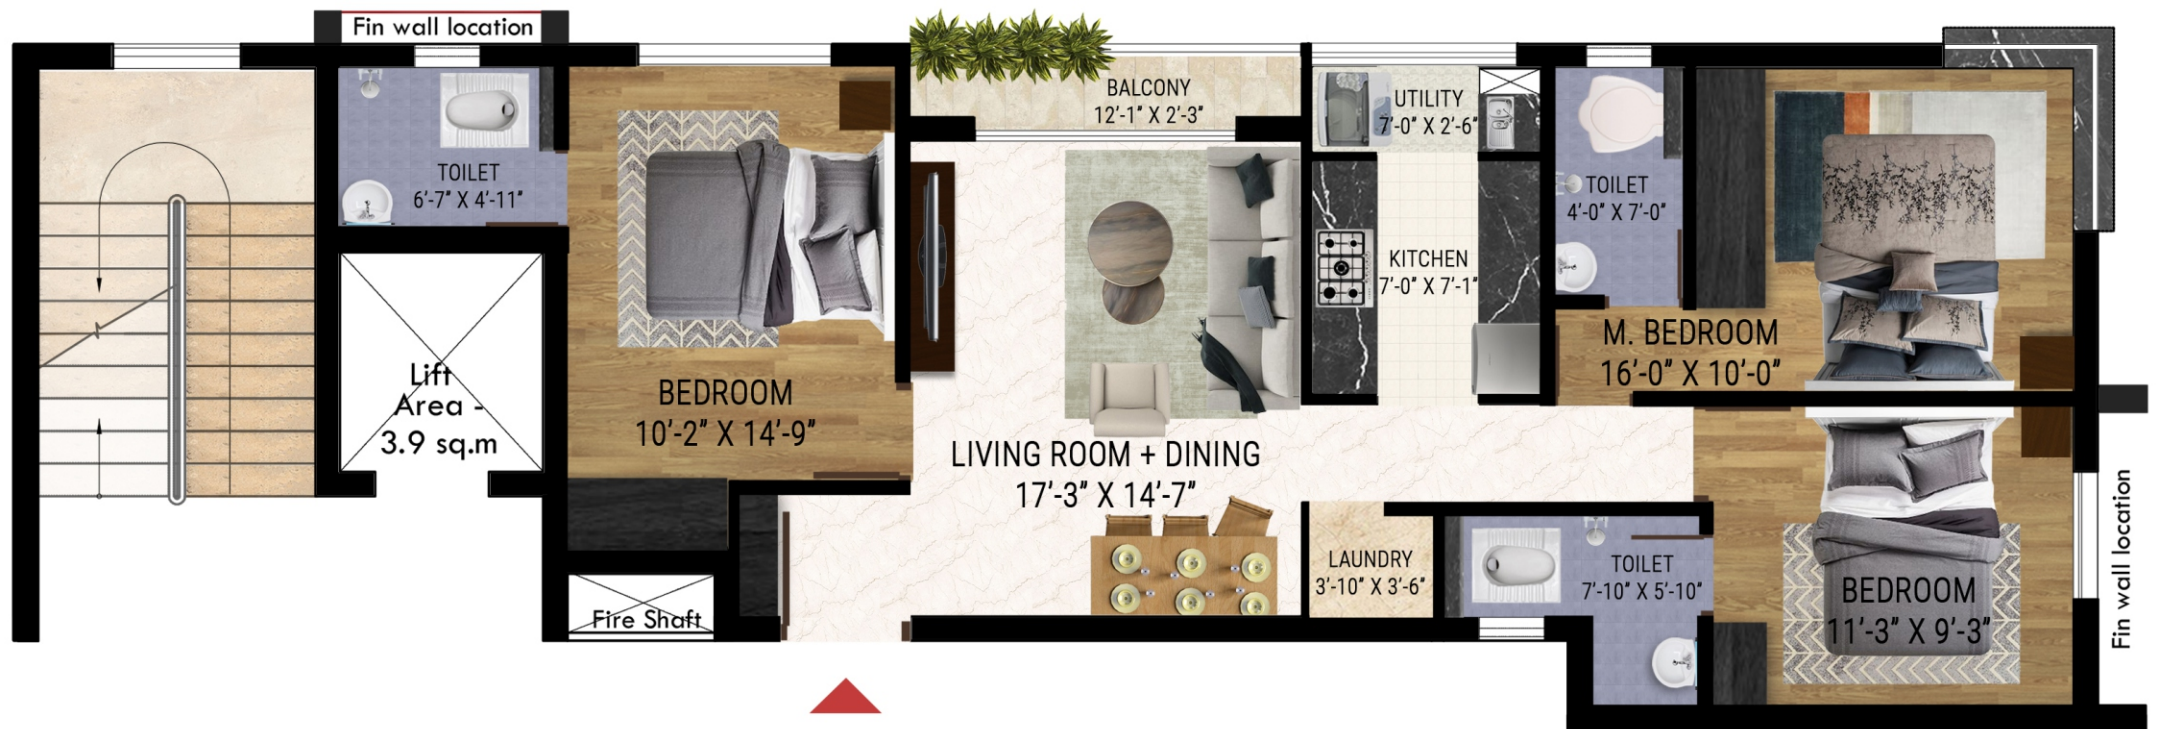 Fin wall location
TOILET
6'-7" X 4'-11"
Lift
Area -
3.9 sq.m
Fire Shaft
BEDROOM
10'-2" X 14'-9"
BALCONY
12'-1" X 2'-3"
LIVING ROOM + DINING
17'-3" X 14'-7"
UTILITY
7'-0" X 2'-6"
KITCHEN
7'-0" X 7'-1"
LAUNDRY
3'-10" X 3'-6"
TOILET
4'-0" X 7'-0"
M. BEDROOM
16'-0" X 10'-0"
TOILET
7'-10" X 5'-10"
BEDROOM
11'-3" X 9'-3"
Fin wall location